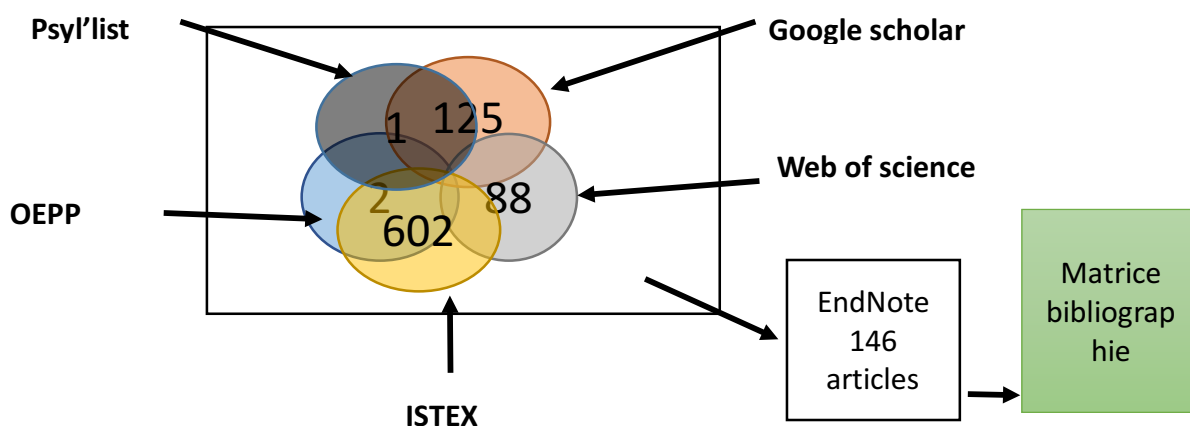 Psyl’list
Google scholar
1
125
Web of science
2
88
OEPP
602
ISTEX
EndNote
146
articles
Matrice
bibliograp
hie